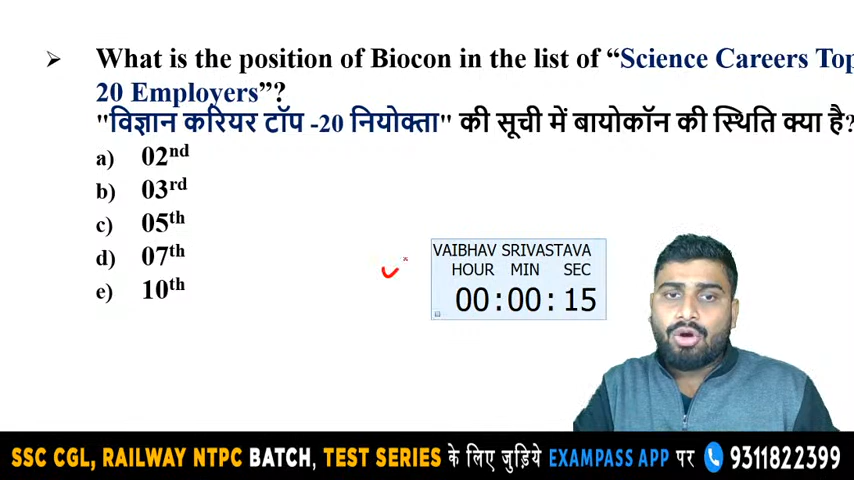 What is the position of Biocon in the list of “Science Careers Top
20 Employers”?
"विज्ञान करियर टॉप -20 नियोक्ता" की सूची में बायोकॉन की स्थिति क्या है?
a) 02nd
b) 03rd
c) 05th
d) 07th
e) 10th
VAIBHAV SRIVASTAVA
HOUR MIN SEC
00:00:15
SSC CGL, RAILWAY NTPC BATCH, TEST SERIES के लिए जुड़िये EXAMPASS APP पर 9311822399